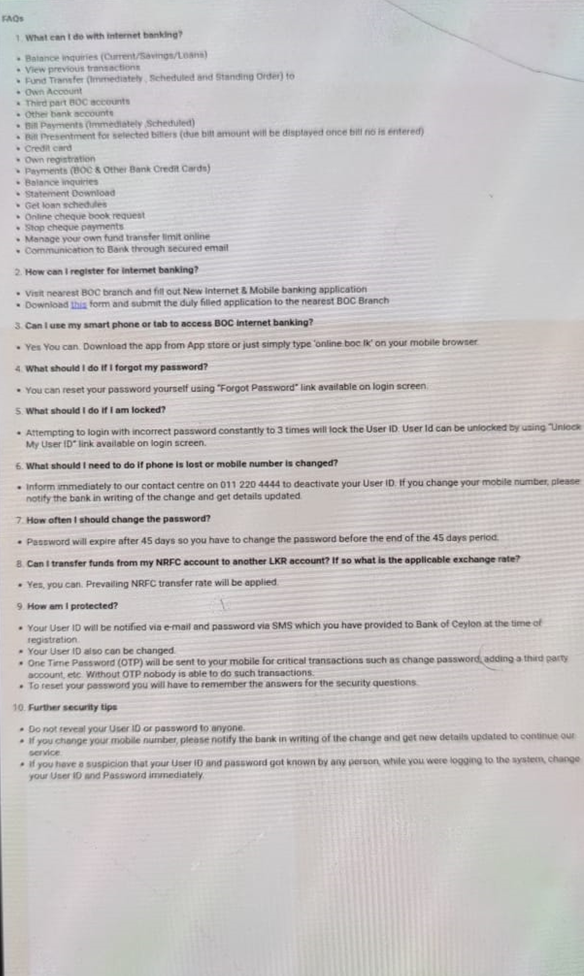 FAQs
1. What can I do with internet banking?
• Balance inquiries (Current/Savings/Loans)
• View previous transactions
• Fund Transfer (Immediately , Scheduled and Standing Order) to
• Own Account
• Third part BOC accounts
• Other bank accounts
• Bill Payments (Immediately ,Scheduled)
• Bill Presentment for selected billers (due bill amount will be displayed once bill no is entered)
• Credit card
• Own registration
• Payments (BOC & Other Bank Credit Cards)
• Balance inquiries
• Statement Download
• Get loan schedules
• Online cheque book request
• Stop cheque payments
• Manage your own fund transfer limit online
• Communication to Bank through secured email
2. How can I register for internet banking?
• Visit nearest BOC branch and fill out New Internet & Mobile banking application
• Download this form and submit the duly filled application to the nearest BOC Branch
3. Can I use my smart phone or tab to access BOC internet banking?
• Yes You can. Download the app from App store or just simply type 'online.boc.lk' on your mobile browser.
4. What should I do if I forgot my password?
• You can reset your password yourself using "Forgot Password" link available on login screen.
5. What should I do if I am locked?
• Attempting to login with incorrect password constantly to 3 times will lock the User ID. User Id can be unlocked by using "Unlock
My User ID" link available on login screen.
6. What should I need to do if phone is lost or mobile number is changed?
• Inform immediately to our contact centre on 011 220 4444 to deactivate your User ID. If you change your mobile number, please
notify the bank in writing of the change and get details updated.
7. How often I should change the password?
• Password will expire after 45 days so you have to change the password before the end of the 45 days period.
8. Can I transfer funds from my NRFC account to another LKR account? If so what is the applicable exchange rate?
• Yes, you can. Prevailing NRFC transfer rate will be applied.
9. How am I protected?
• Your User ID will be notified via e-mail and password via SMS which you have provided to Bank of Ceylon at the time of
registration.
• Your User ID also can be changed.
• One Time Password (OTP) will be sent to your mobile for critical transactions such as change password, adding a third party
account, etc. Without OTP nobody is able to do such transactions.
• To reset your password you will have to remember the answers for the security questions.
10. Further security tips
• Do not reveal your User ID or password to anyone.
• If you change your mobile number, please notify the bank in writing of the change and get new details updated to continue our
service.
• If you have a suspicion that your User ID and password got known by any person, while you were logging to the system, change
your User ID and Password immediately.